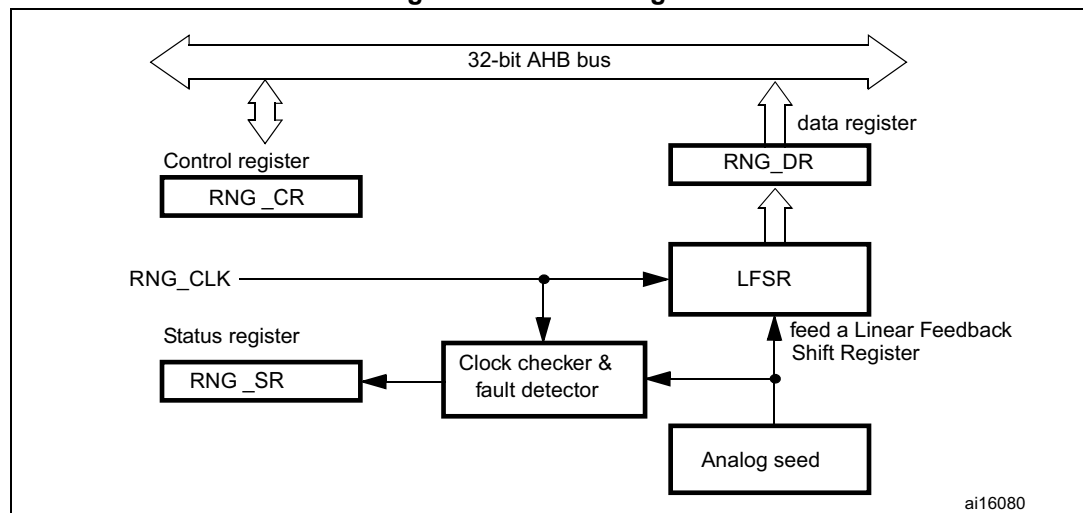 32-bit AHB bus
data register
Control register
RNG_DR
RNG _CR
RNG_CLK
LFSR
Status register
feed a Linear Feedback
Shift Register
RNG _SR
Clock checker &
fault detector
Analog seed
ai16080